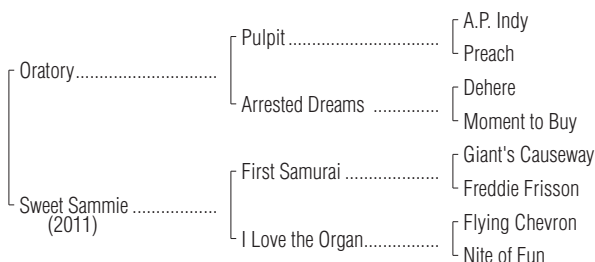 A.P. Indy
Pulpit
Preach
Oratory
Dehere
Arrested Dreams
Moment to Buy
Giant's Causeway
First Samurai
Freddie Frisson
Sweet Sammie
(2011)
Flying Chevron
I Love the Organ
Nite of Fun